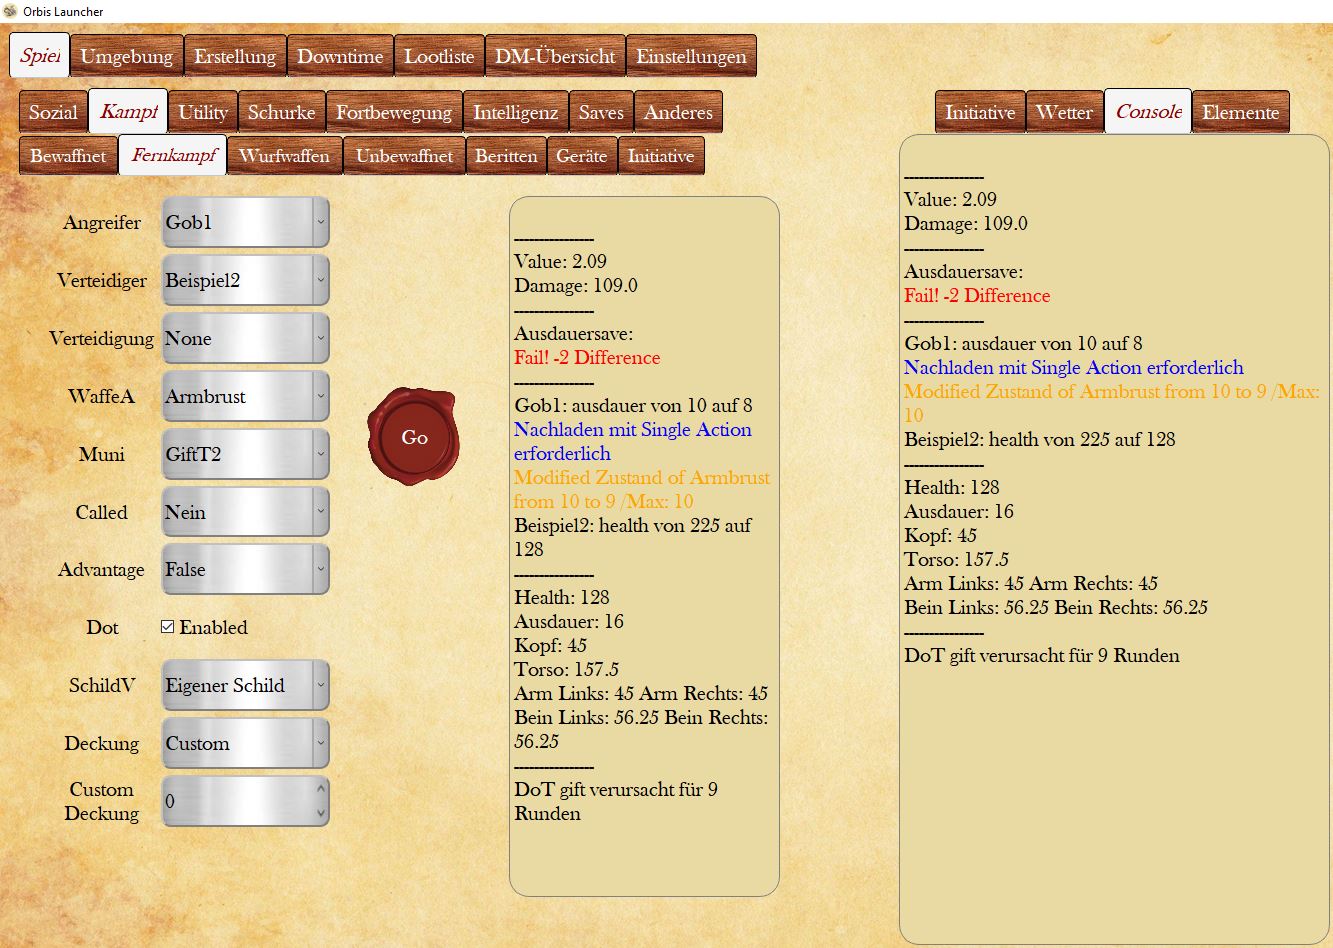 Orbis Launcher
Spiel Umgebung Erstellung Downtime Lootliste DM-Übersicht Einstellungen
Sozial Kampf Utility Schurke Fortbewegung Intelligenz Saves Anderes
Bewaffnet Fernkampf Wurfwaffen Unbewaffnet Beritten Geräte Initiative
Angreifer Gob1
Verteidiger Beispiel2
Verteidigung None
WaffeA Armbrust
Muni GiftT2
Called Nein
Advantage False
Dot Enabled
SchildV Eigener Schild
Deckung Custom
Custom
Deckung
0
Go
----------------
Value: 2.09
Damage: 109.0
----------------
Ausdauersave:
Fail! -2 Difference
----------------
Gob1: ausdauer von 10 auf 8
Nachladen mit Single Action
erforderlich
Modified Zustand of Armbrust
from 10 to 9 /Max: 10
Beispiel2: health von 225 auf
128
----------------
Health: 128
Ausdauer: 16
Kopf: 45
Torso: 157.5
Arm Links: 45 Arm Rechts: 45
Bein Links: 56.25 Bein Rechts:
56.25
----------------
DoT gift verursacht für 9
Runden
Initiative Wetter Console Elemente
----------------
Value: 2.09
Damage: 109.0
----------------
Ausdauersave:
Fail! -2 Difference
----------------
Gob1: ausdauer von 10 auf 8
Nachladen mit Single Action erforderlich
Modified Zustand of Armbrust from 10 to 9 /Max:
10
Beispiel2: health von 225 auf 128
----------------
Health: 128
Ausdauer: 16
Kopf: 45
Torso: 157.5
Arm Links: 45 Arm Rechts: 45
Bein Links: 56.25 Bein Rechts: 56.25
----------------
DoT gift verursacht für 9 Runden